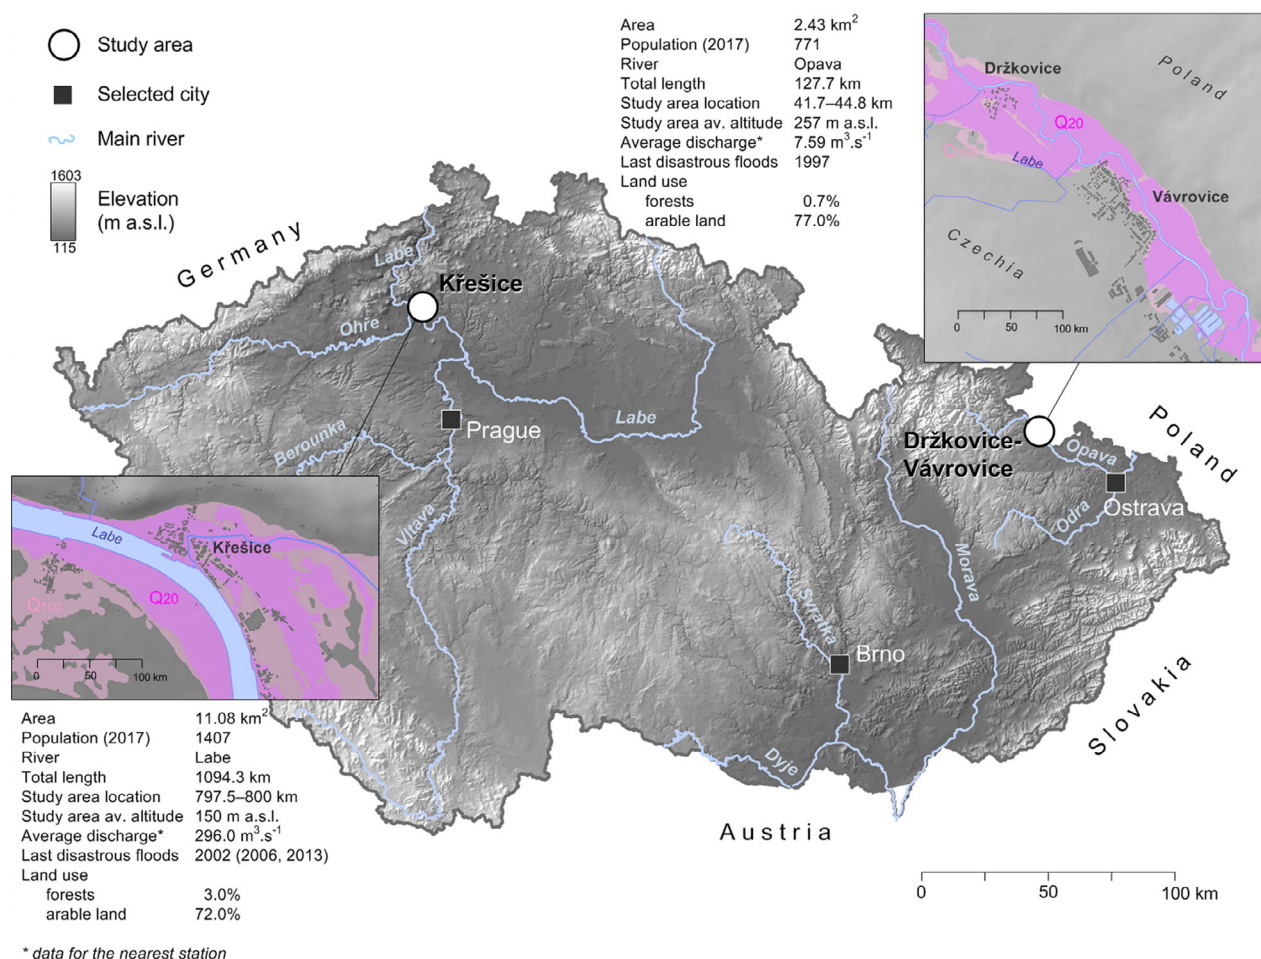 Study area
Selected city
Main river
1603
Elevation
(m a.s.l.)
115
Area 2.43 km²
Population (2017) 771
River Opava
Total length 127.7 km
Study area location 41.7–44.8 km
Study area av. altitude 257 m a.s.l.
Average discharge* 7.59 m³.s⁻¹
Last disastrous floods 1997
Land use
forests 0.7%
arable land 77.0%
Držkovice
Poland
Q20
Labe
Vávrovice
Czechia
0 50 100 km
Germany
Labe
Křešice
Ohře
Labe
Prague
Berounka
Vltava
Držkovice-
Vávrovice
Poland
Opava
Ostrava
Odra
Morava
Svratka
Brno
Dyje
Slovakia
Austria
0 50 100 km
Labe
Křešice
Q100
Q20
0 50 100 km
Area 11.08 km²
Population (2017) 1407
River Labe
Total length 1094.3 km
Study area location 797.5–800 km
Study area av. altitude 150 m a.s.l.
Average discharge* 296.0 m³.s⁻¹
Last disastrous floods 2002 (2006, 2013)
Land use
forests 3.0%
arable land 72.0%
* data for the nearest station